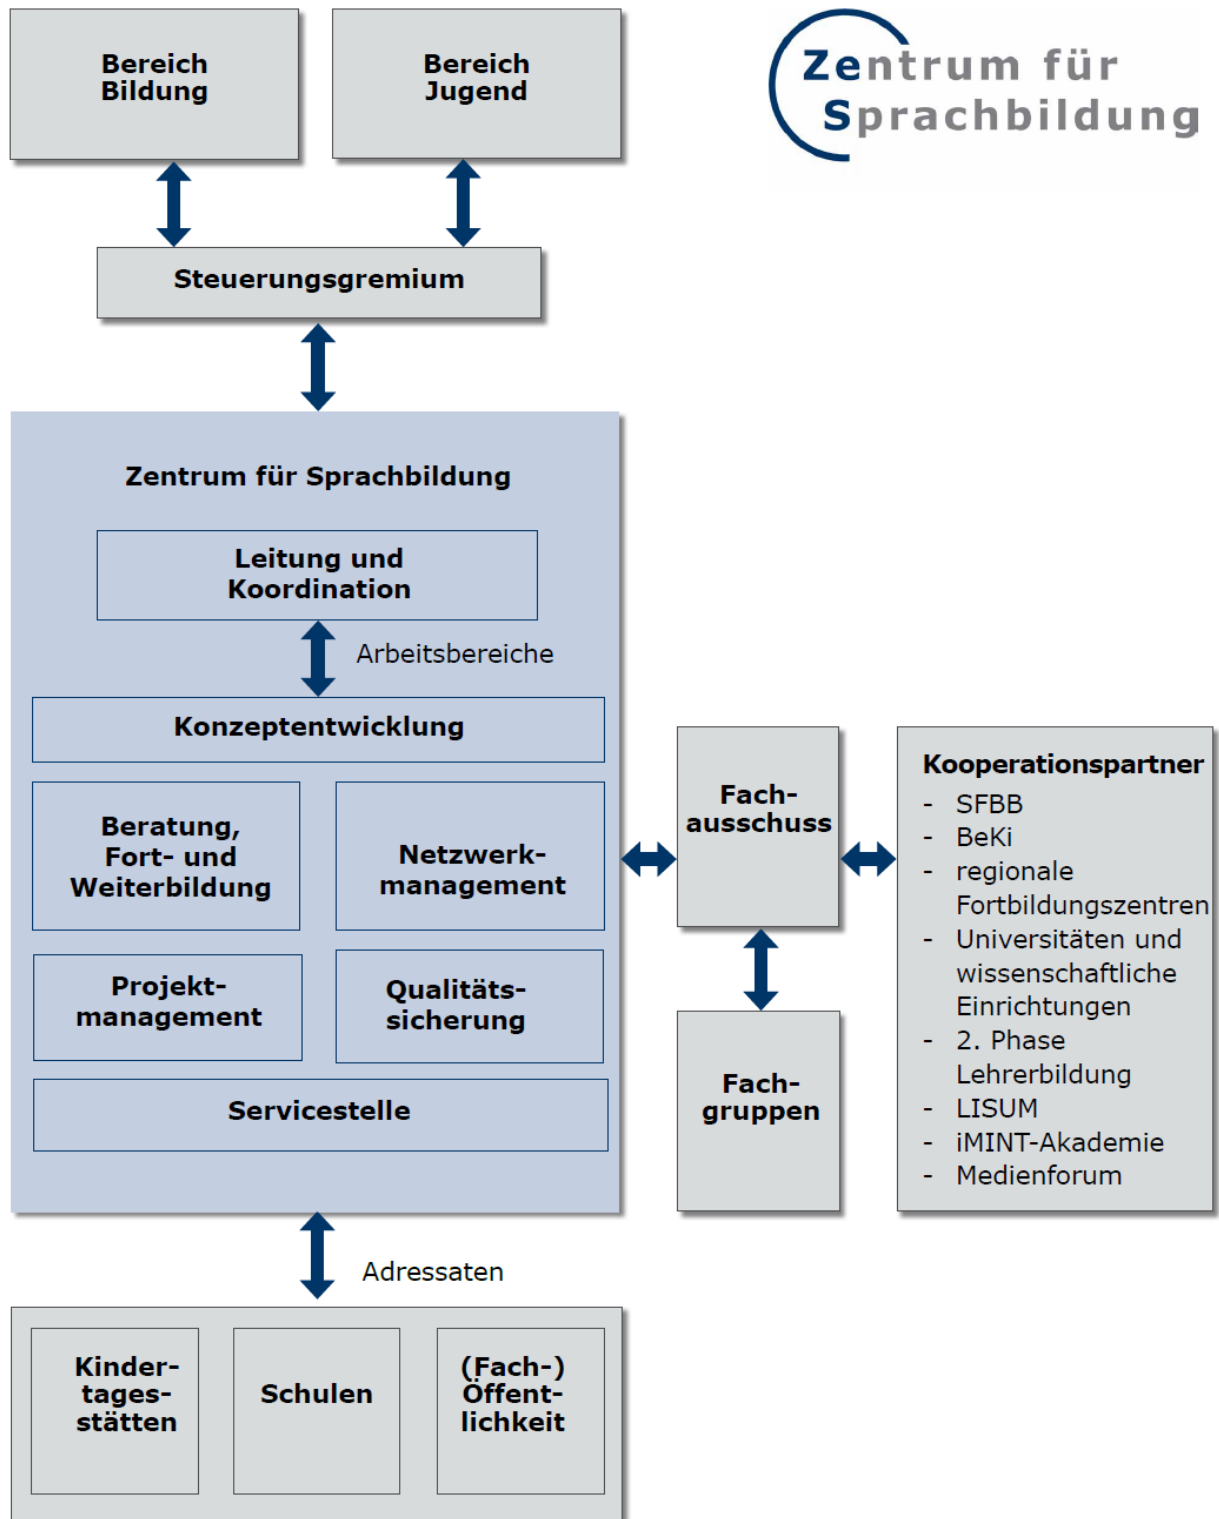 Bereich
Bildung
Bereich
Jugend
Zentrum für
Sprachbildung
Steuerungsgremium
Zentrum für Sprachbildung
Leitung und
Koordination
Arbeitsbereiche
Konzeptentwicklung
Beratung,
Fort- und
Weiterbildung
Netzwerk-
management
Projekt-
management
Qualitäts-
sicherung
Servicestelle
Fach-
ausschuss
Fach-
gruppen
Kooperationspartner
- SFBB
- BeKi
- regionale
Fortbildungszentren
- Universitäten und
wissenschaftliche
Einrichtungen
- 2. Phase
Lehrerbildung
- LISUM
- iMINT-Akademie
- Medienforum
Adressaten
Kinder-
tages-
stätten
Schulen
(Fach-)
Öffent-
lichkeit